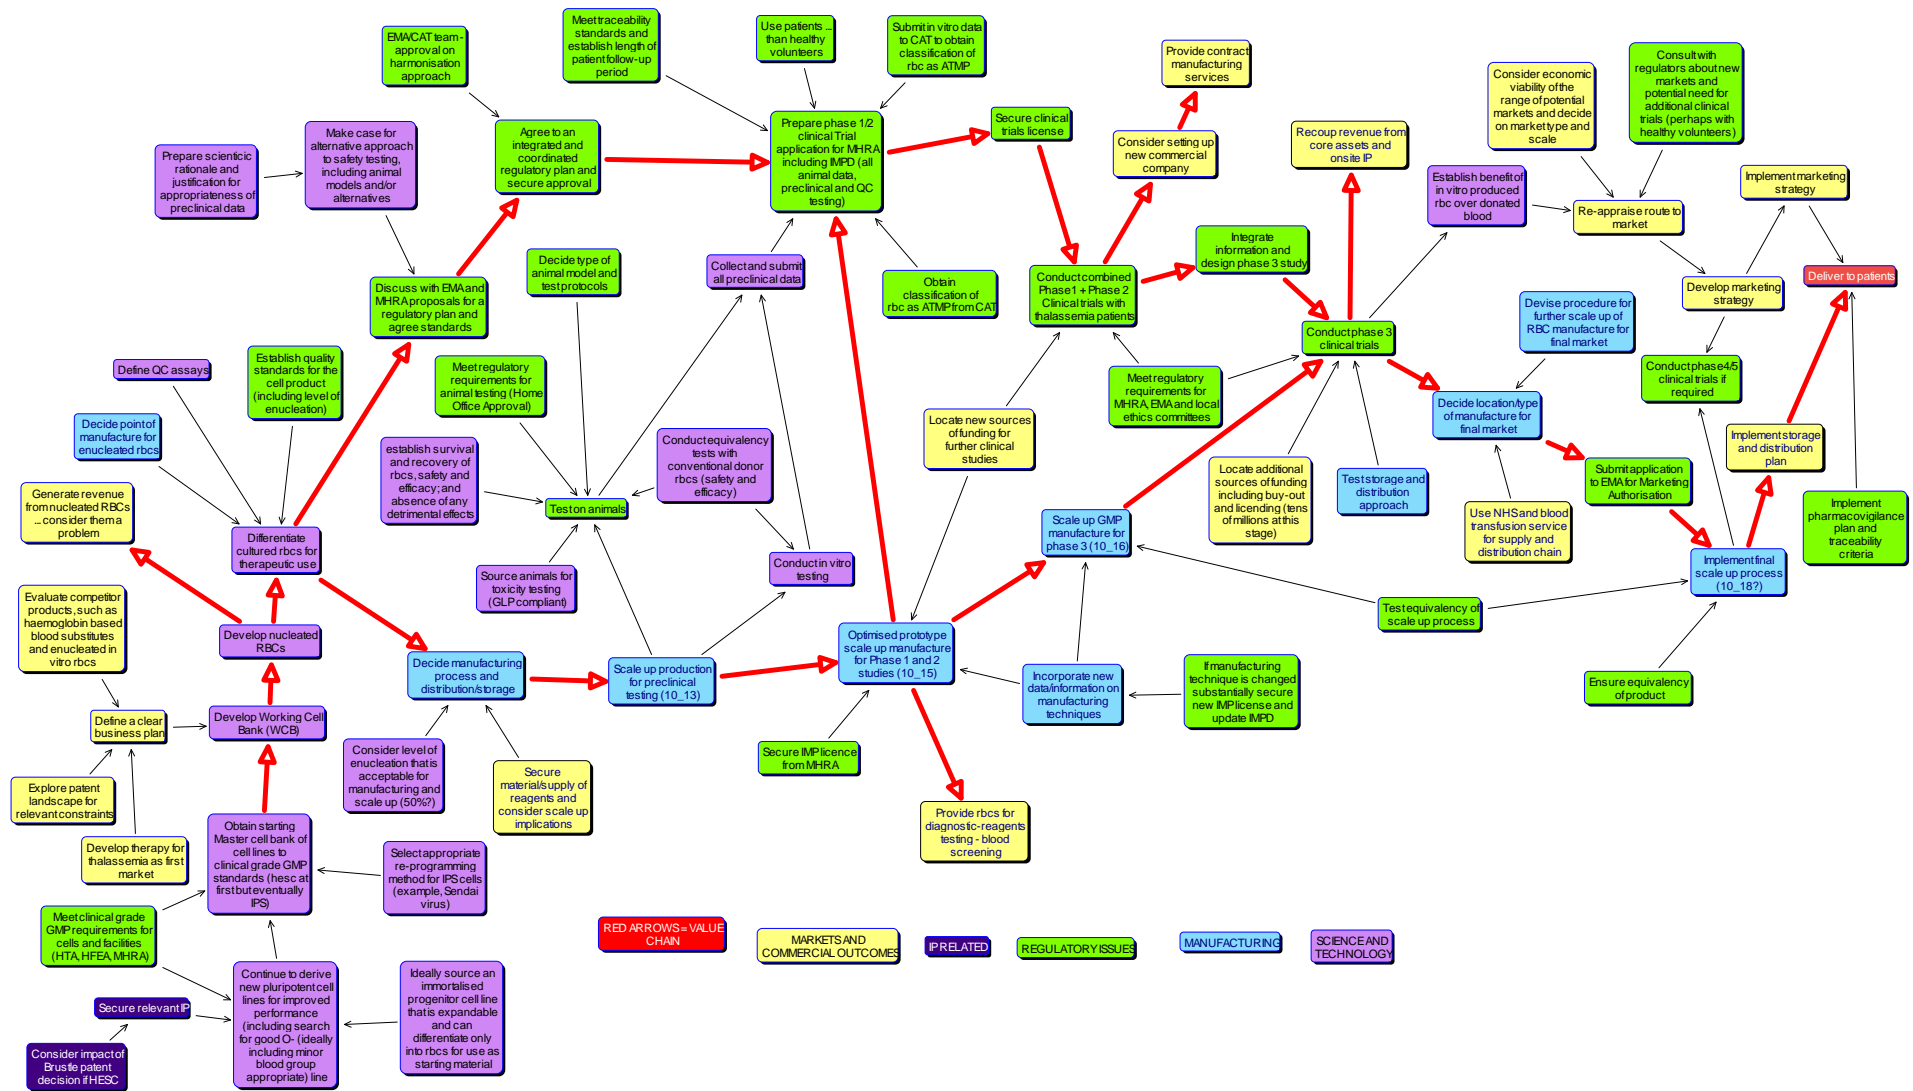 EMA/CAT team -
approval on
harmonisation
approach
Meet traceability
standards and
establish length of
patient follow-up
period
Use patients ...
than healthy
volunteers
Submit in vitro data
to CAT to obtain
classification of
rbc as ATMP
Provide contract
manufacturing
services
Consider economic
viability of the
range of potential
markets and decide
on market type and
scale
Consult with
regulators about new
markets and
potential need for
additional clinical
trials (perhaps with
healthy volunteers)
Prepare scienticic
rationale and
justification for
appropriateness of
preclinical data
Make case for
alternative approach
to safety testing,
including animal
models and/or
alternatives
Agree to an
integrated and
coordinated
regulatory plan and
secure approval
Prepare phase 1/2
clinical Trial
application for MHRA
including IMPD (all
animal data,
preclinical and QC
testing)
Secure clinical
trials license
Consider setting up
new commercial
company
Recoup revenue from
core assets and
onsite IP
Establish benefit of
in vitro produced
rbc over donated
blood
Implement marketing
strategy
Re-appraise route to
market
Discuss with EMA and
MHRA proposals for a
regulatory plan and
agree standards
Decide type of
animal model and
test protocols
Collect and submit
all preclinical data
Obtain
classification of
rbc as ATMP from CAT
Conduct combined
Phase 1 + Phase 2
Clinical trials with
thalassemia patients
Integrate
information and
design phase 3 study
Develop marketing
strategy
Deliver to patients
Define QC assays
Establish quality
standards for the
cell product
(including level of
enucleation)
Meet regulatory
requirements for
animal testing (Home
Office Approval)
Meet regulatory
requirements for
MHRA, EMA and local
ethics committees
Conduct phase 3
clinical trials
Devise procedure for
further scale up of
RBC manufacture for
final market
Conduct phase 4/5
clinical trials if
required
Decide point of
manufacture for
enucleated rbcs
establish survival
and recovery of
rbcs, safety and
efficacy; and
absence of any
detrimental effects
Conduct equivalency
tests with
conventional donor
rbcs (safety and
efficacy)
Locate new sources
of funding for
further clinical
studies
Decide location/type
of manufacture for
final market
Implement storage
and distribution
plan
Generate revenue
from nucleated RBCs
... consider them a
problem
Test on animals
Locate additional
sources of funding
including buy-out
and licending (tens
of millions at this
stage)
Test storage and
distribution
approach
Use NHS and blood
transfusion service
for supply and
distribution chain
Submit application
to EMA for Marketing
Authorisation
Implement
pharmacovigilance
plan and
traceability
criteria
Differentiate
cultured rbcs for
therapeutic use
Source animals for
toxicity testing
(GLP compliant)
Conduct in vitro
testing
Scale up GMP
manufacture for
phase 3 (10_16)
Implement final
scale up process
(10_18?)
Evaluate competitor
products, such as
haemoglobin based
blood substitutes
and enucleated in
vitro rbcs
Develop nucleated
RBCs
Test equivalency of
scale up process
Decide manufacturing
process and
distribution/storage
Scale up production
for preclinical
testing (10_13)
Optimised prototype
scale up manufacture
for Phase 1 and 2
studies (10_15)
Incorporate new
data/information on
manufacturing
techniques
If manufacturing
technique is changed
substantially secure
new IMP license and
update IMPD
Ensure equivalency
of product
Define a clear
business plan
Develop Working Cell
Bank (WCB)
Consider level of
enucleation that is
acceptable for
manufacturing and
scale up (50%?)
Secure
material/supply of
reagents and
consider scale up
implications
Secure IMP licence
from MHRA
Explore patent
landscape for
relevant constraints
Develop therapy for
thalassemia as first
market
Obtain starting
Master cell bank of
cell lines to
clinical grade GMP
standards (hesc at
first but eventually
IPS)
Select appropriate
re-programming
method for IPS cells
(example, Sendai
virus)
Provide rbcs for
diagnostic-reagents
testing - blood
screening
Meet clinical grade
GMP requirements for
cells and facilities
(HTA, HFEA, MHRA)
Continue to derive
new pluripotent cell
lines for improved
performance
(including search
for good O- (ideally
including minor
blood group
appropriate) line
Ideally source an
immortalised
progenitor cell line
that is expandable
and can
differentiate only
into rbcs for use as
starting material
Secure relevant IP
Consider impact of
Brustle patent
decision if HESC
RED ARROWS = VALUE
CHAIN
MARKETS AND
COMMERCIAL OUTCOMES
IP RELATED
REGULATORY ISSUES
MANUFACTURING
SCIENCE AND
TECHNOLOGY